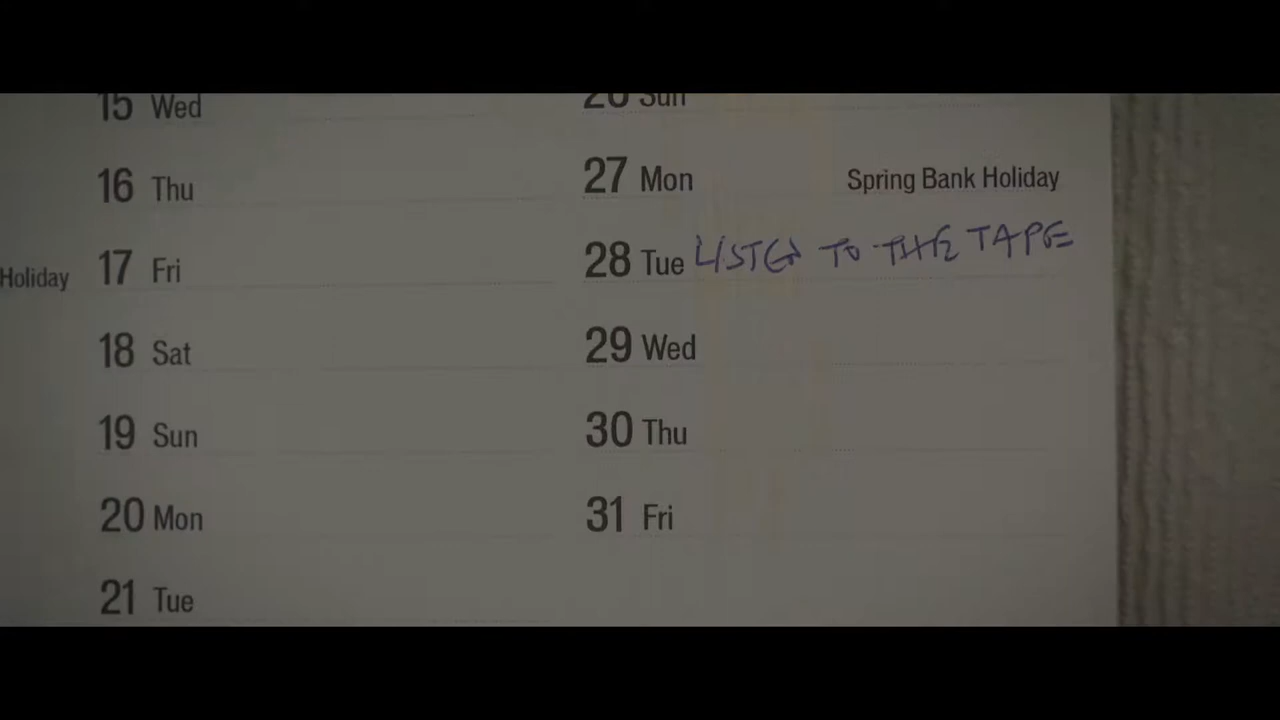 15 Wed
16 Thu
Holiday
17 Fri
18 Sat
19 Sun
20 Mon
21 Tue
26 Sun
27 Mon Spring Bank Holiday
28 Tue LISTEN TO THE TAPE
29 Wed
30 Thu
31 Fri